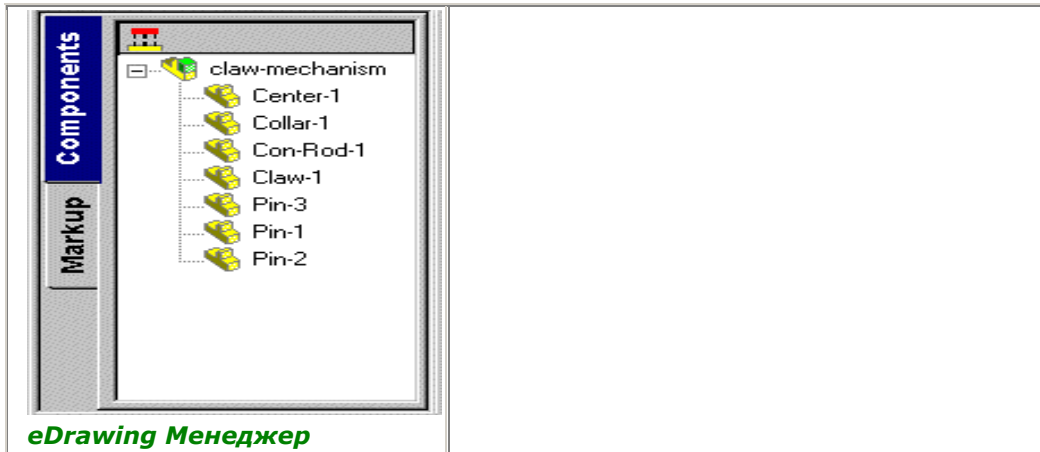 Components
Markup
claw-mechanism
Center-1
Collar-1
Con-Rod-1
Claw-1
Pin-3
Pin-1
Pin-2
eDrawing Менеджер